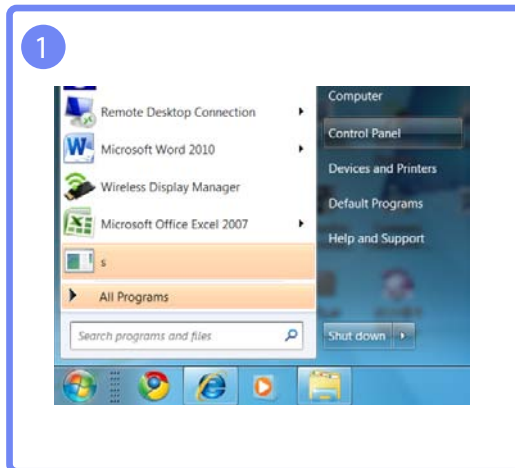 1
Remote Desktop Connection
Microsoft Word 2010
Wireless Display Manager
Microsoft Office Excel 2007
s
All Programs
Search programs and files
Computer
Control Panel
Devices and Printers
Default Programs
Help and Support
Shut down